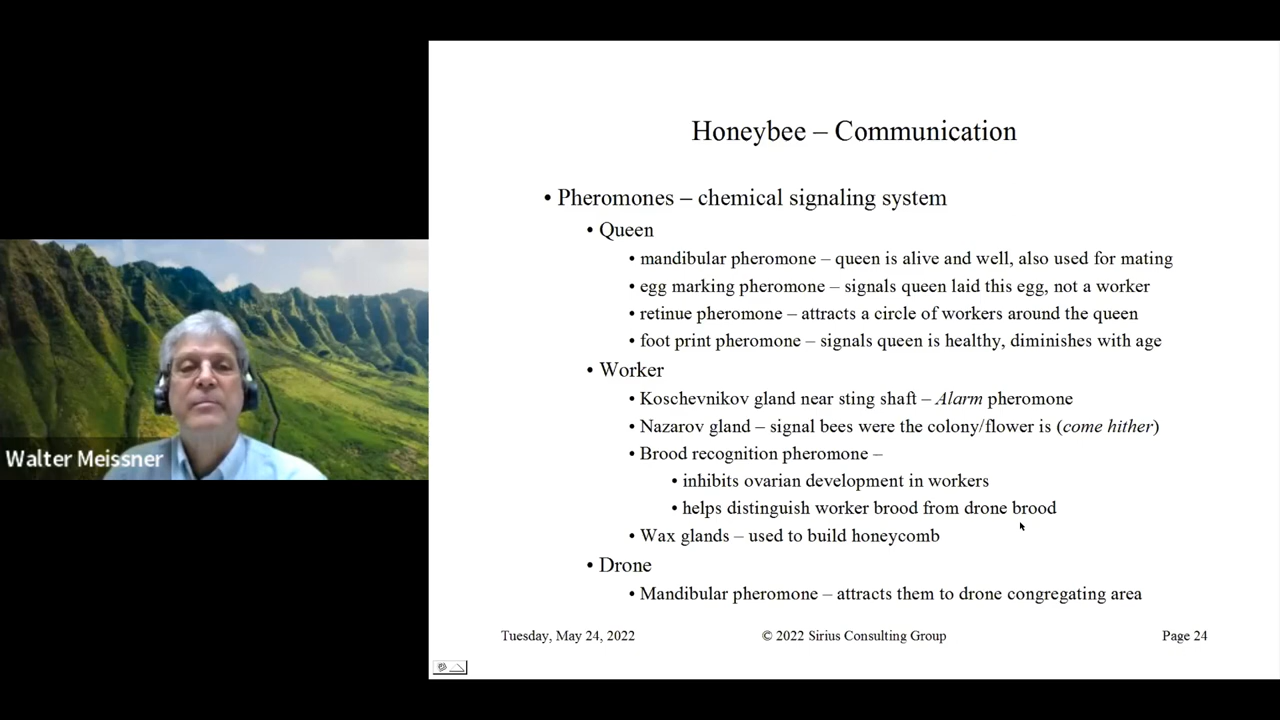 Honeybee – Communication
• Pheromones – chemical signaling system
• Queen
• mandibular pheromone – queen is alive and well, also used for mating
• egg marking pheromone – signals queen laid this egg, not a worker
• retinue pheromone – attracts a circle of workers around the queen
• foot print pheromone – signals queen is healthy, diminishes with age
• Worker
• Koschevnikov gland near sting shaft – Alarm pheromone
• Nazarov gland – signal bees were the colony/flower is (come hither)
• Brood recognition pheromone –
• inhibits ovarian development in workers
• helps distinguish worker brood from drone brood
• Wax glands – used to build honeycomb
• Drone
• Mandibular pheromone – attracts them to drone congregating area
Tuesday, May 24, 2022
© 2022 Sirius Consulting Group
Page 24
Walter Meissner